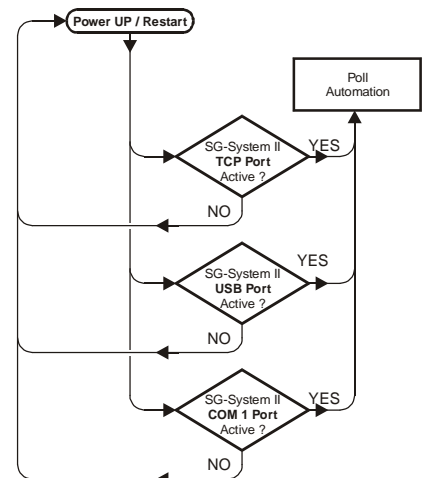 Power UP / Restart
Poll
Automation
SG-System II
TCP Port
Active ?
YES
NO
SG-System II
USB Port
Active ?
YES
NO
SG-System II
COM 1 Port
Active ?
YES
NO